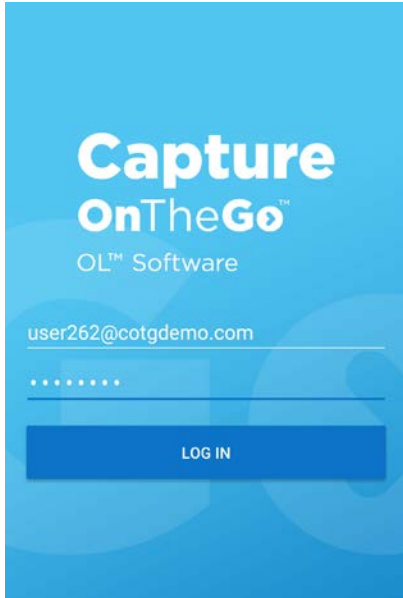 Capture
OnTheGo™
OL™ Software
user262@cotgdemo.com
••••••••
LOG IN